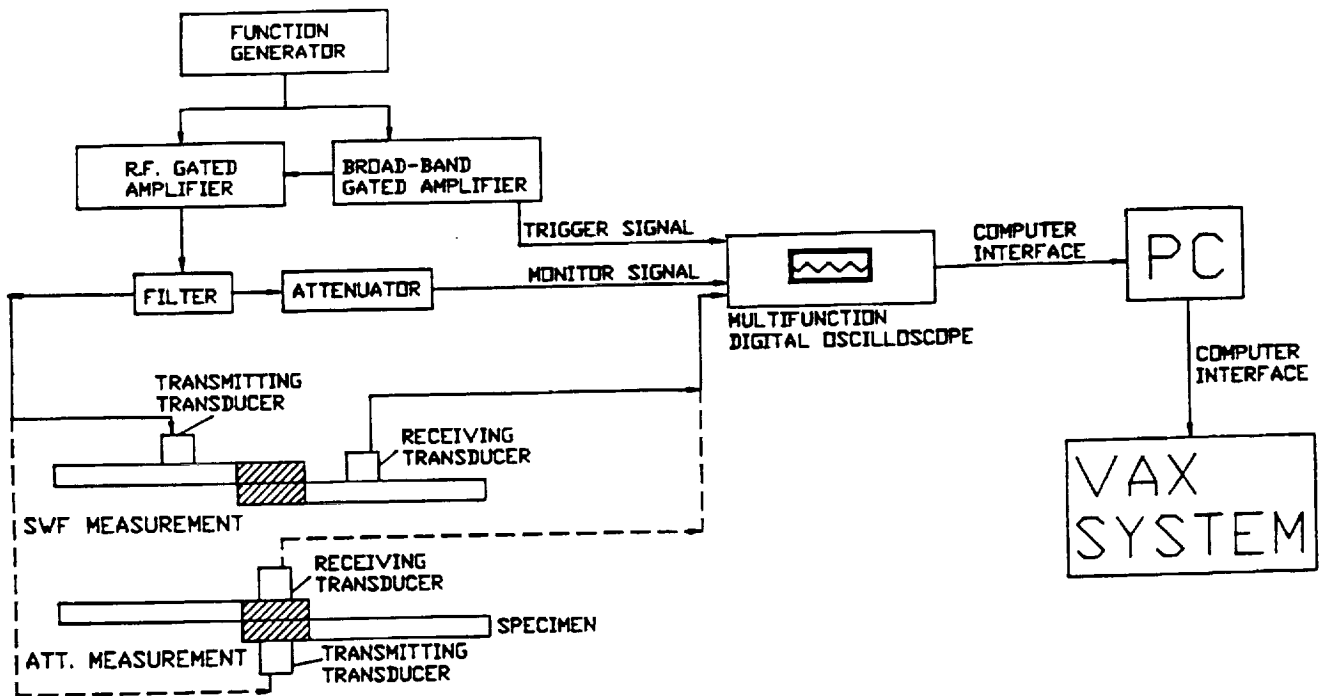 FUNCTION
GENERATOR
R.F. GATED
AMPLIFIER
BROAD-BAND
GATED AMPLIFIER
TRIGGER SIGNAL
COMPUTER
INTERFACE
PC
FILTER
ATTENUATOR
MONITOR SIGNAL
MULTIFUNCTION
DIGITAL OSCILLOSCOPE
COMPUTER
INTERFACE
TRANSMITTING
TRANSDUCER
RECEIVING
TRANSDUCER
VAX
SYSTEM
SWF MEASUREMENT
RECEIVING
TRANSDUCER
SPECIMEN
ATT. MEASUREMENT
TRANSMITTING
TRANSDUCER